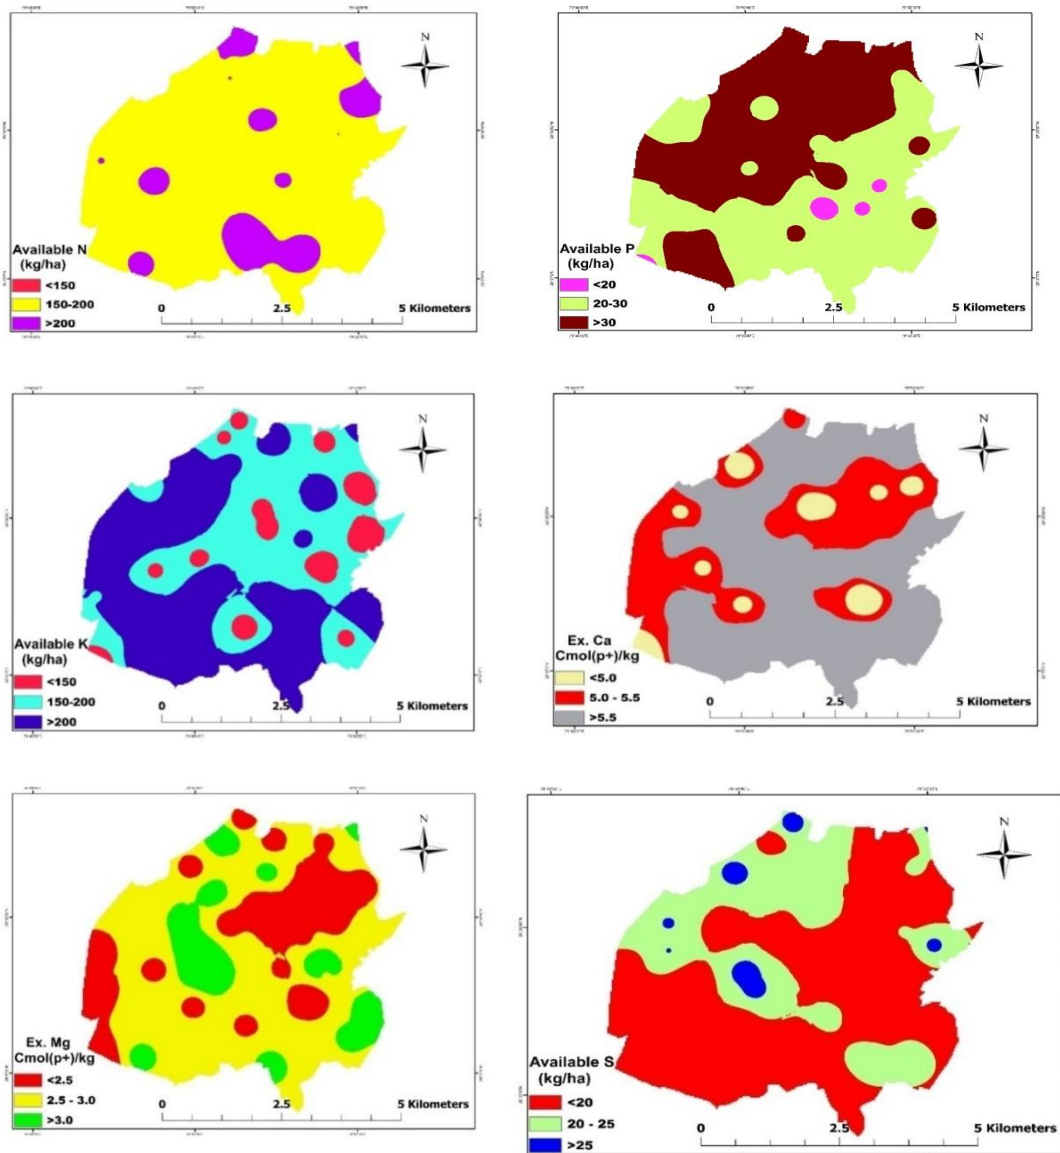 N
Available N
(kg/ha)
<150
150-200
>200
0 2.5 5 Kilometers
N
Available P
(kg/ha)
<20
20-30
>30
0 2.5 5 Kilometers
N
Available K
(kg/ha)
<150
150-200
>200
0 2.5 5 Kilometers
N
Ex. Ca
Cmol(p+)/kg
<5.0
5.0 - 5.5
>5.5
0 2.5 5 Kilometers
N
Ex. Mg
Cmol(p+)/kg
<2.5
2.5 - 3.0
>3.0
0 2.5 5 Kilometers
N
Available S
(kg/ha)
<20
20 - 25
>25
0 2.5 5 Kilometers